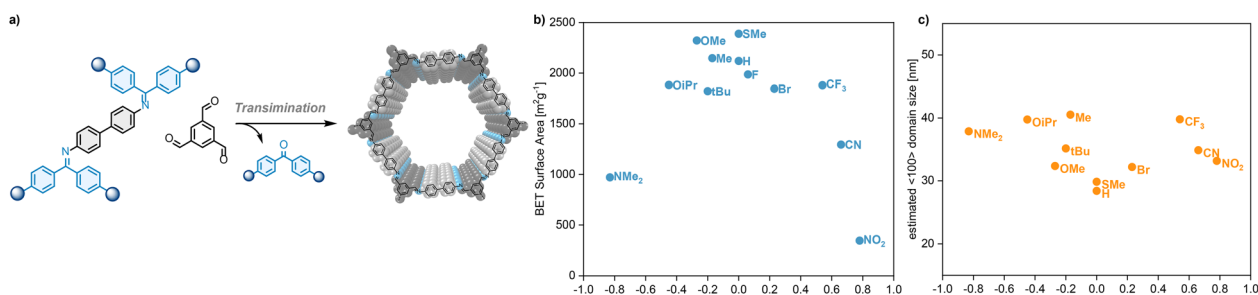 a)
N
N
O
O
O
Transimination
O
b)
BET Surface Area [m²g⁻¹]
2500
2000
1500
1000
500
0
-1.0 -0.8 -0.6 -0.4 -0.2 0.0 0.2 0.4 0.6 0.8 1.0
SMe
OMe
Me
H
F
OiPr
tBu
Br
CF₃
CN
NMe₂
NO₂
c)
estimated <100> domain size [nm]
50
40
30
20
-1.0 -0.8 -0.6 -0.4 -0.2 0.0 0.2 0.4 0.6 0.8 1.0
Me
OiPr
CF₃
NMe₂
tBu
CN
NO₂
OMe
Br
SMe
H